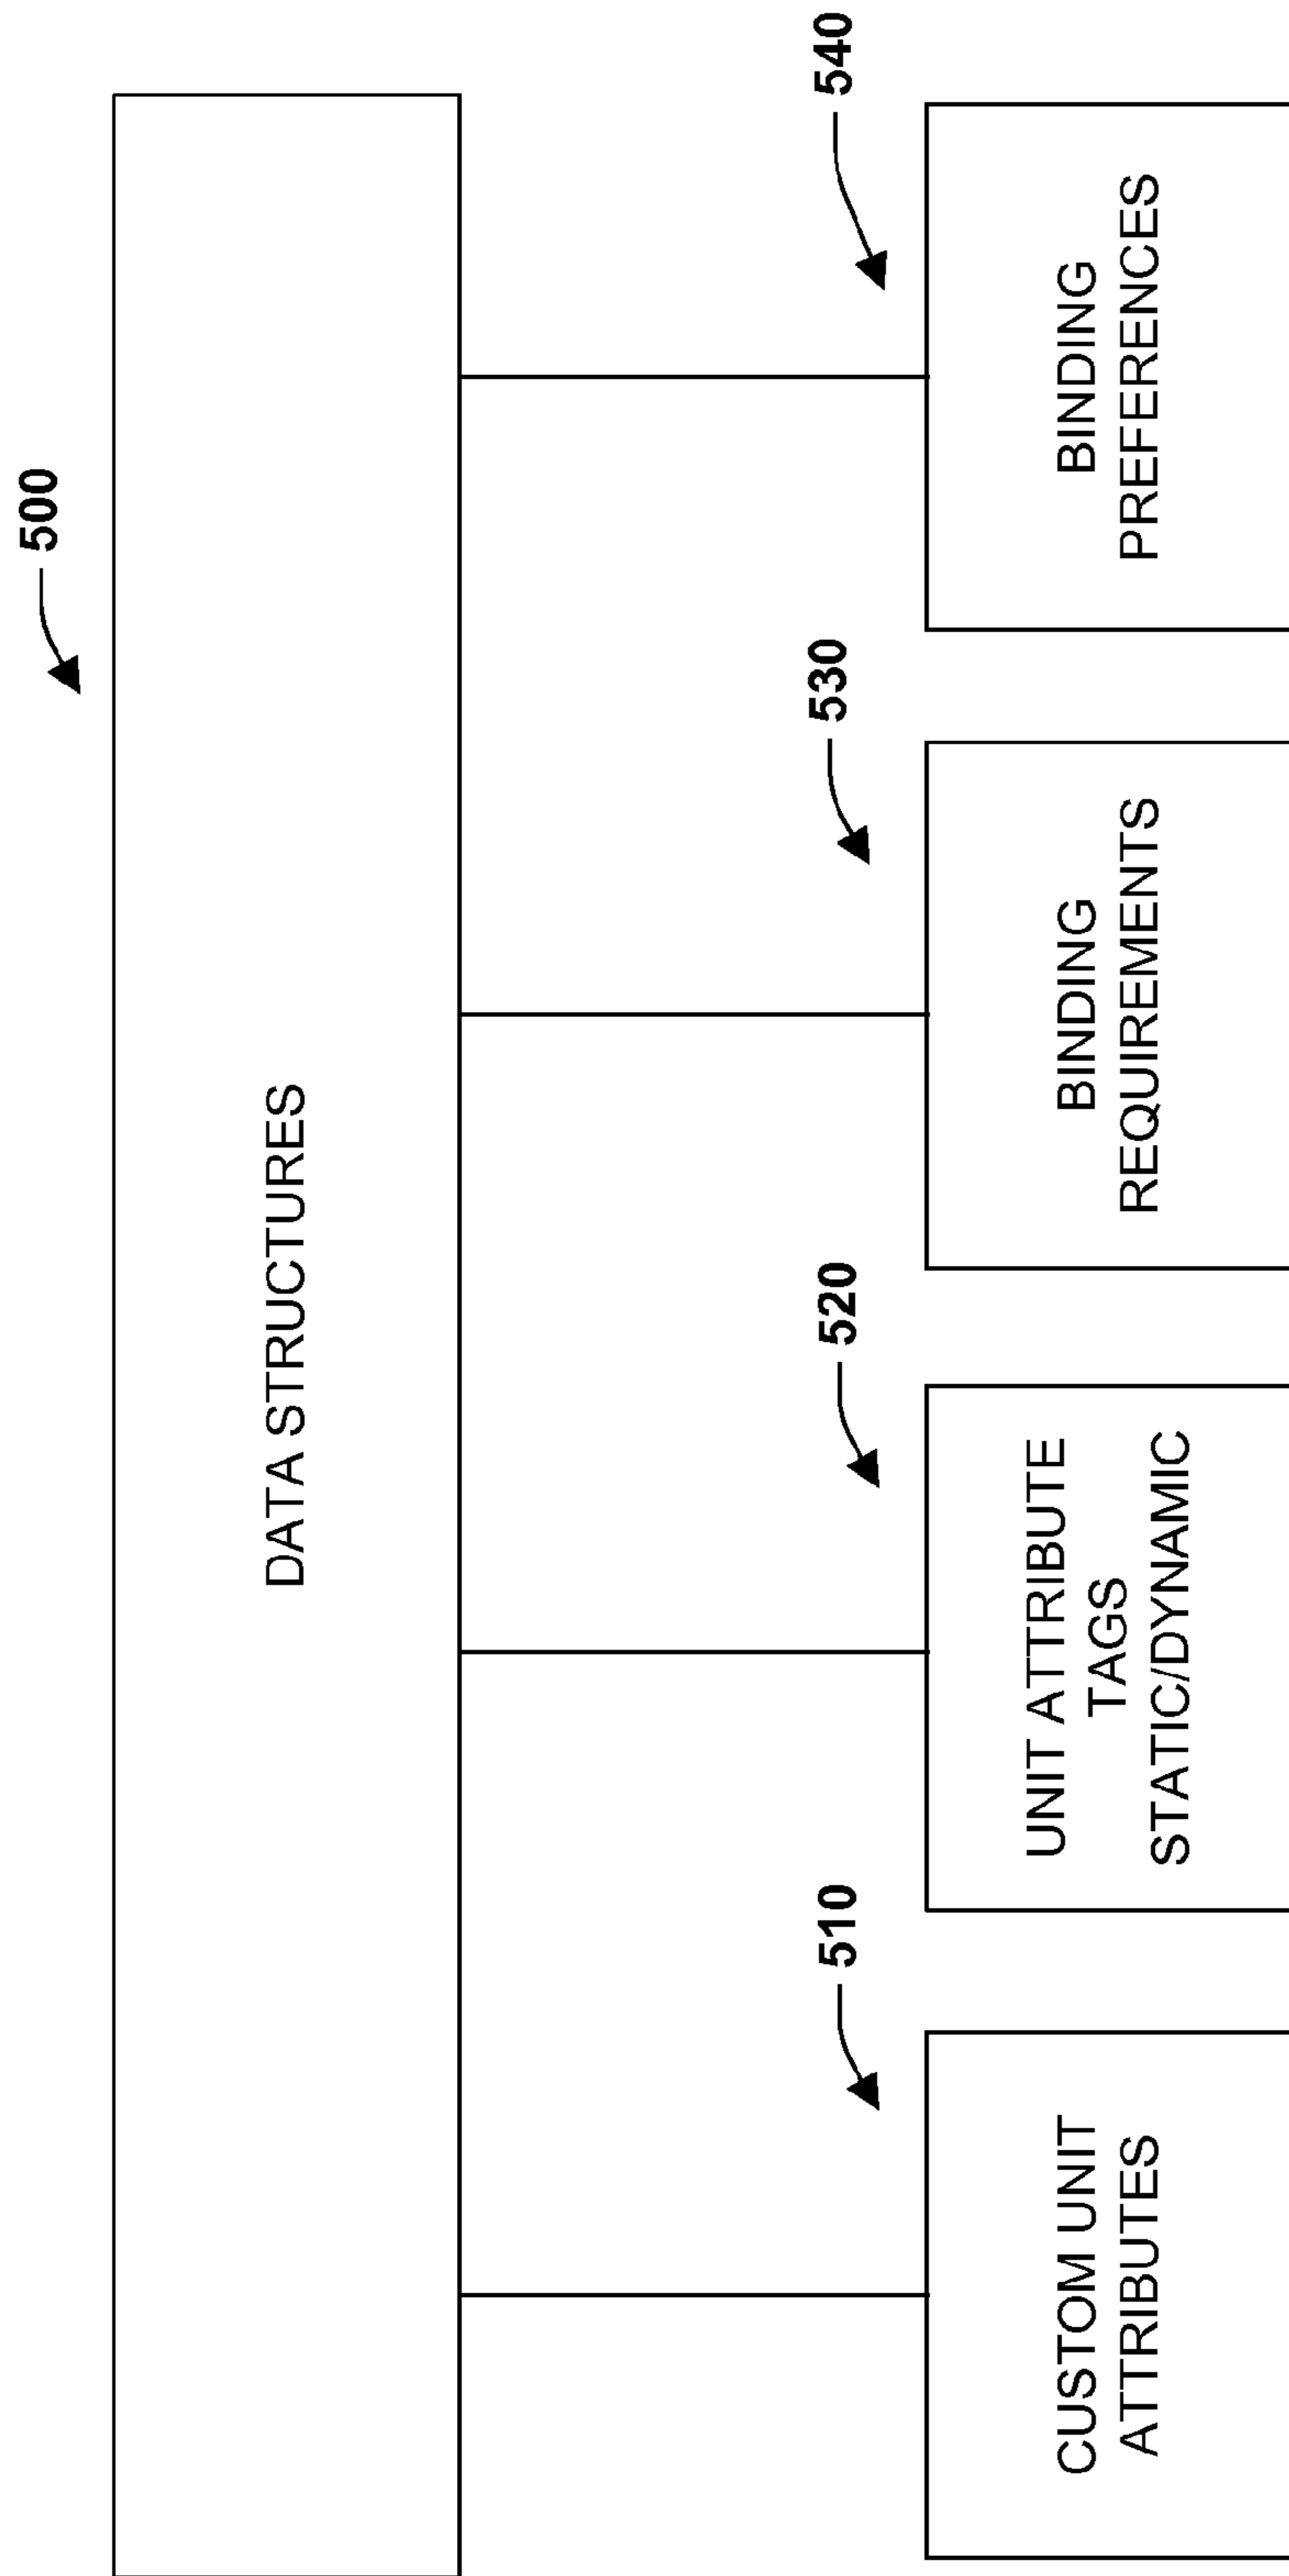 500
DATA STRUCTURES
510
520
530
540
CUSTOM UNIT
ATTRIBUTES
UNIT ATTRIBUTE
TAGS
STATIC/DYNAMIC
BINDING
REQUIREMENTS
BINDING
PREFERENCES